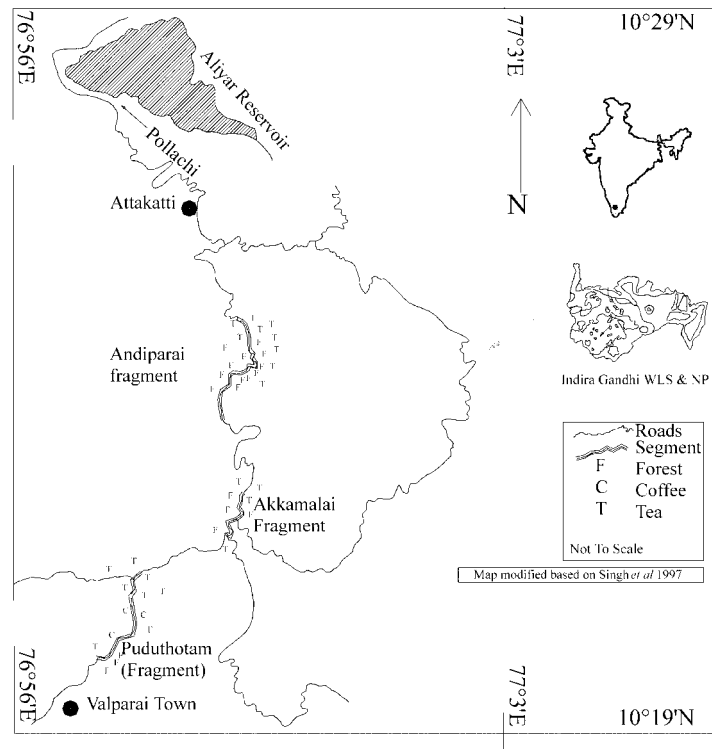 76°56'E
77°3'E
10°29'N
Aliyar Reservoir
Pollachi
Attakatti
N
Andiparai
fragment
Indira Gandhi WLS & NP
Roads
Segment
F Forest
C Coffee
T Tea
Not To Scale
Map modified based on Singh et al 1997
Akkamalai
Fragment
Puduthotam
(Fragment)
Valparai Town
76°56'E
77°3'E
10°19'N